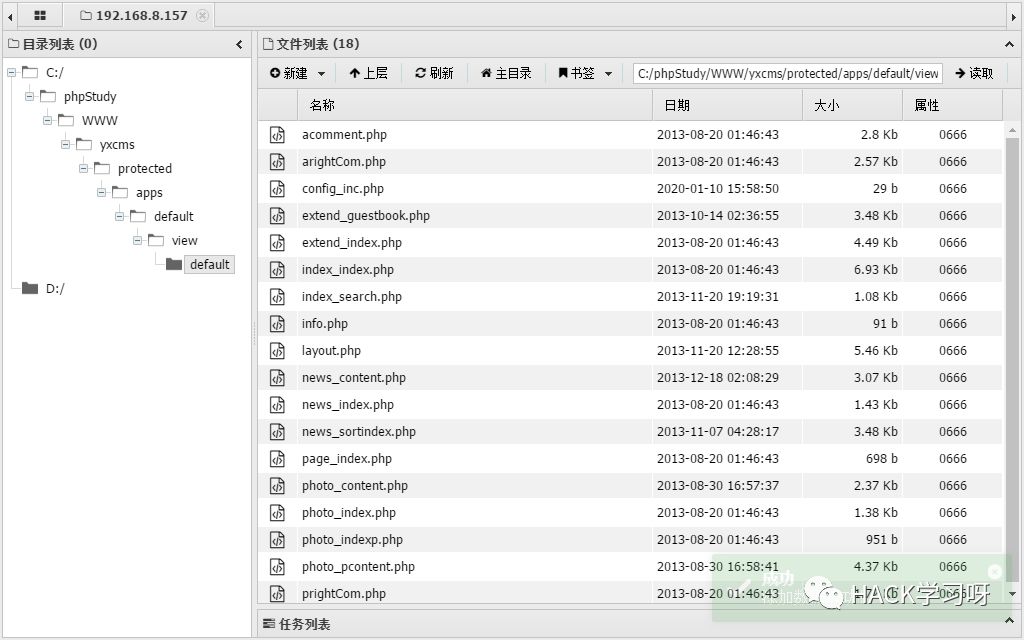 192.168.8.157
目录列表 (0)
C:/
phpStudy
WWW
yxcms
protected
apps
default
view
default
D:/
文件列表 (18)
新建 上层 刷新 主目录 书签 C:/phpStudy/WWW/yxcms/protected/apps/default/view 读取
名称 日期 大小 属性
acomment.php 2013-08-20 01:46:43 2.8 Kb 0666
arightCom.php 2013-08-20 01:46:43 2.57 Kb 0666
config_inc.php 2020-01-10 15:58:50 29 b 0666
extend_guestbook.php 2013-10-14 02:36:55 3.48 Kb 0666
extend_index.php 2013-08-20 01:46:43 4.49 Kb 0666
index_index.php 2013-08-20 01:46:43 6.93 Kb 0666
index_search.php 2013-11-20 19:19:31 1.08 Kb 0666
info.php 2013-08-20 01:46:43 91 b 0666
layout.php 2013-11-20 12:28:55 5.46 Kb 0666
news_content.php 2013-12-18 02:08:29 3.07 Kb 0666
news_index.php 2013-08-20 01:46:43 1.43 Kb 0666
news_sortindex.php 2013-11-07 04:28:17 3.48 Kb 0666
page_index.php 2013-08-20 01:46:43 698 b 0666
photo_content.php 2013-08-30 16:57:37 2.37 Kb 0666
photo_index.php 2013-08-20 01:46:43 1.38 Kb 0666
photo_indexp.php 2013-08-20 01:46:43 951 b 0666
photo_pcontent.php 2013-08-30 16:58:41 4.37 Kb 0666
prightCom.php 2013-08-20 01:46:43
成功
HACK学习呀
任务列表